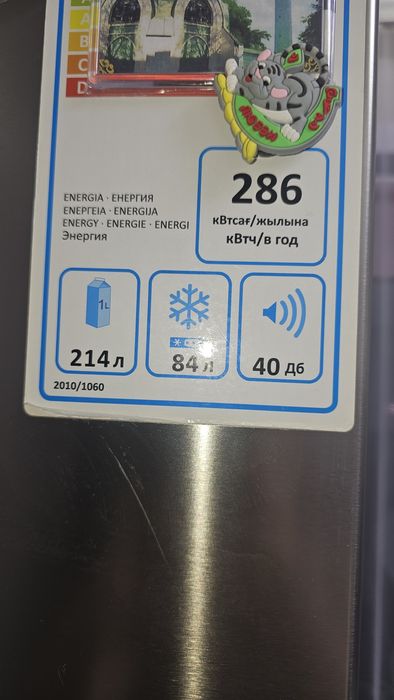 A
B
C
D
ENERGIA · ЕНЕРГИЯ
ΕΝΕΡΓΕΙΑ · ENERGIJA
ENERGY · ENERGIE · ENERGI
Энергия
286
кВтсағ/жылына
кВтч/в год
1L
214 л
84 л
40 дб
2010/1060